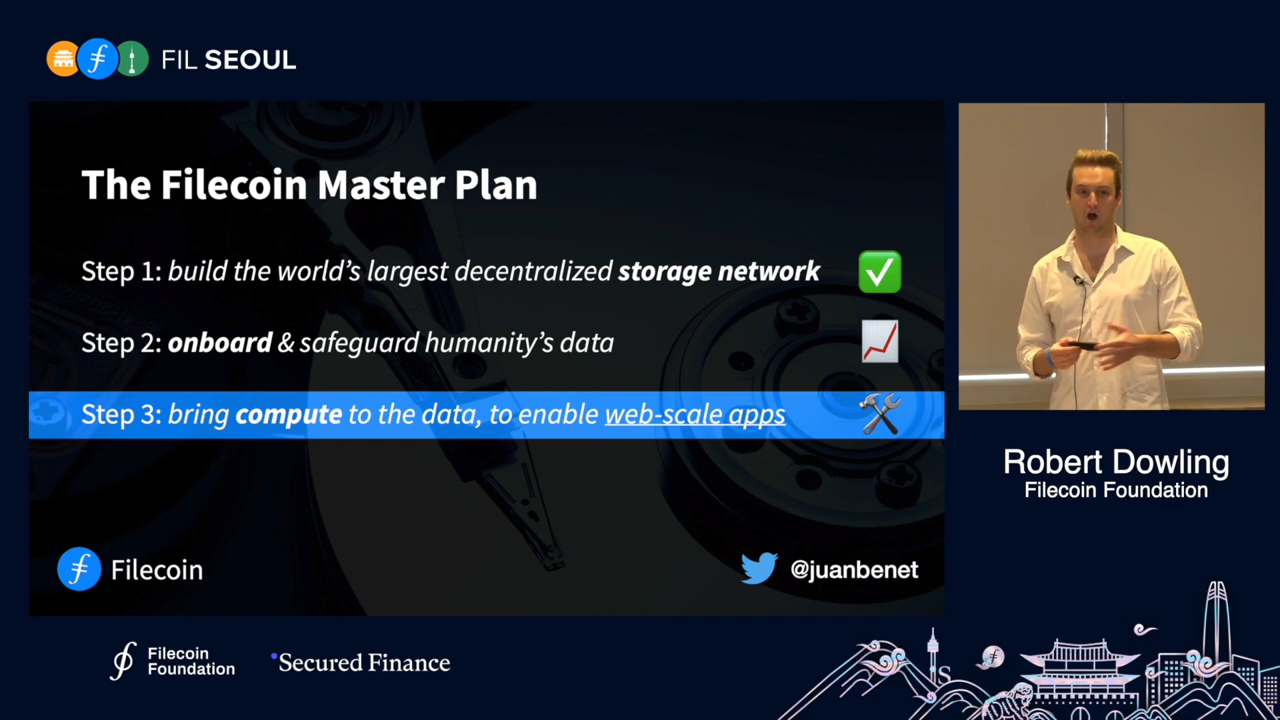 FIL SEOUL
The Filecoin Master Plan
Step 1: build the world's largest decentralized storage network
Step 2: onboard & safeguard humanity's data
Step 3: bring compute to the data, to enable web-scale apps
Filecoin
@juanbenet
Robert Dowling
Filecoin Foundation
Filecoin
Foundation
Secured Finance